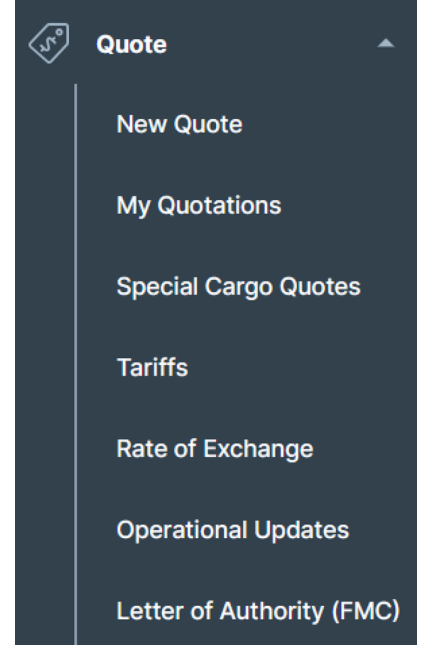 Quote
New Quote
My Quotations
Special Cargo Quotes
Tariffs
Rate of Exchange
Operational Updates
Letter of Authority (FMC)